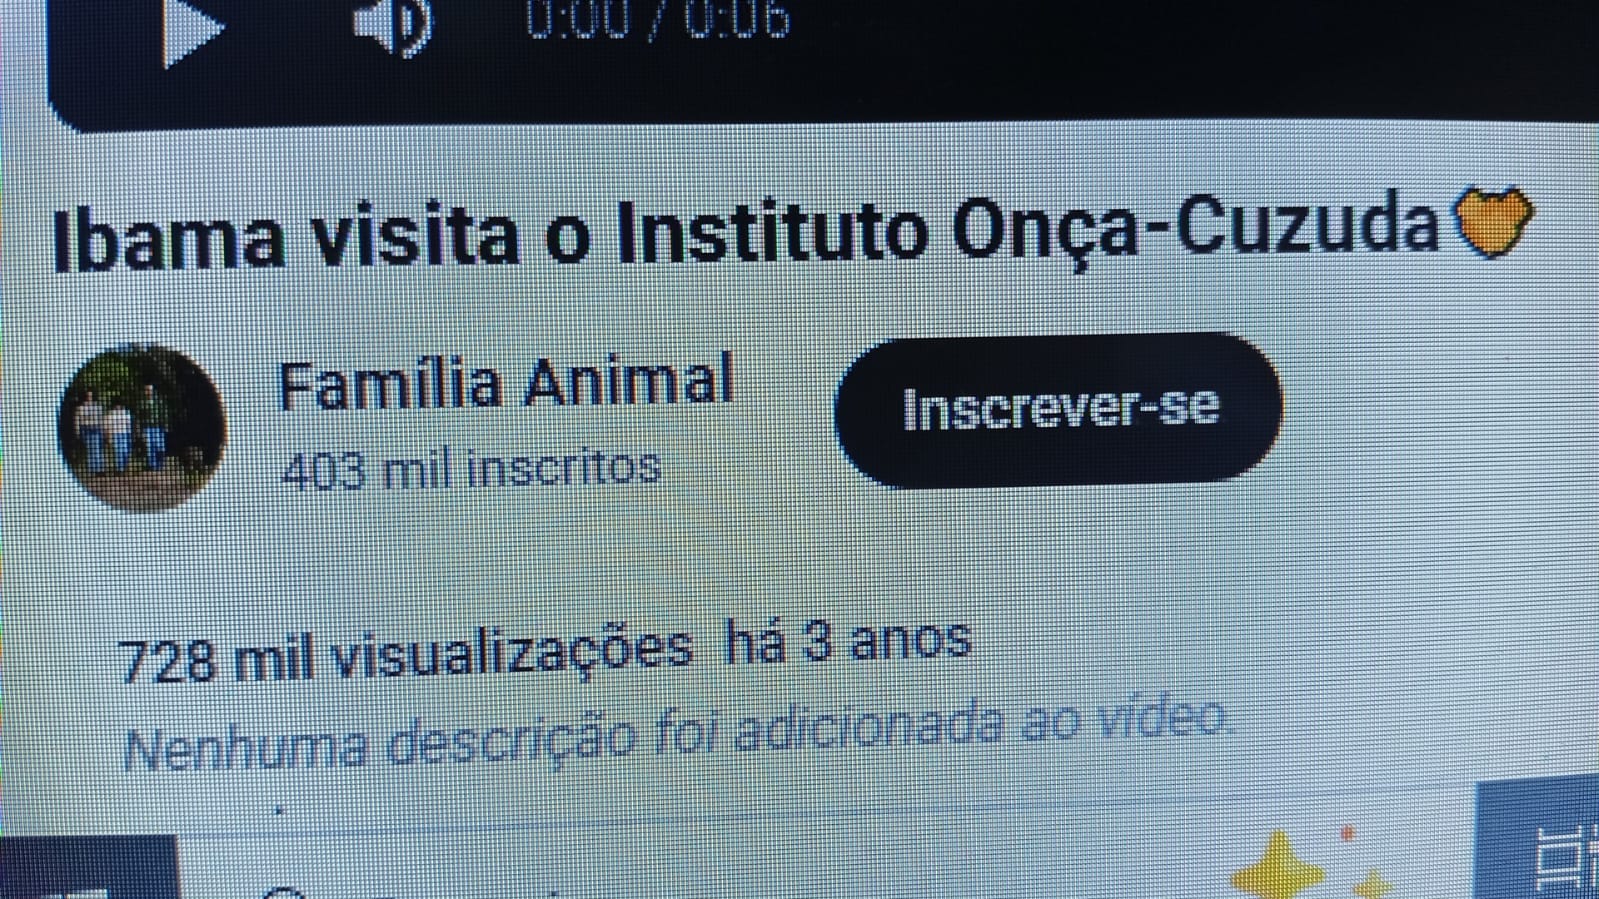 0:00 / 0:06
Ibama visita o Instituto Onça-Cuzuda
Família Animal
Inscrever-se
403 mil inscritos
728 mil visualizações há 3 anos
Nenhuma descrição foi adicionada ao vídeo.